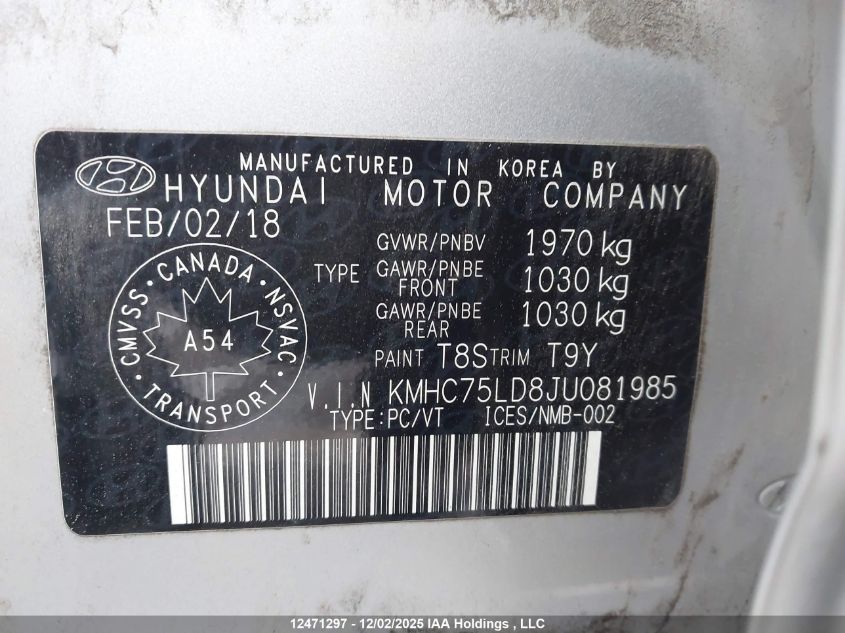 MANUFACTURED IN KOREA BY
HYUNDAI MOTOR COMPANY
FEB/02/18
GVWR/PNBV 1970 kg
TYPE GAWR/PNBE FRONT 1030 kg
GAWR/PNBE REAR 1030 kg
PAINT T8S TRIM T9Y
CMVSS · CANADA · NSVAC · TRANSPORT ·
A54
V.I.N KMHC75LD8JU081985
TYPE:PC/VT ICES/NMB-002
12471297 - 12/02/2025 IAA Holdings , LLC